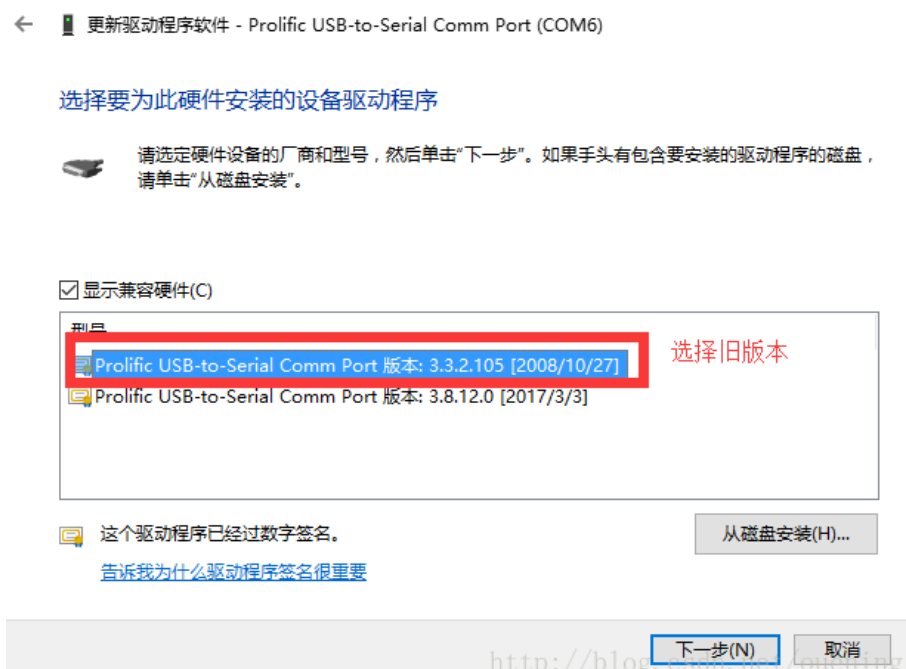 更新驱动程序软件 - Prolific USB-to-Serial Comm Port (COM6)
选择要为此硬件安装的设备驱动程序
请选定硬件设备的厂商和型号，然后单击“下一步”。如果手头有包含要安装的驱动程序的磁盘，
请单击“从磁盘安装”。
显示兼容硬件(C)
型号
Prolific USB-to-Serial Comm Port 版本: 3.3.2.105 [2008/10/27]
选择旧版本
Prolific USB-to-Serial Comm Port 版本: 3.8.12.0 [2017/3/3]
这个驱动程序已经过数字签名。
从磁盘安装(H)...
告诉我为什么驱动程序签名很重要
下一步(N)
取消